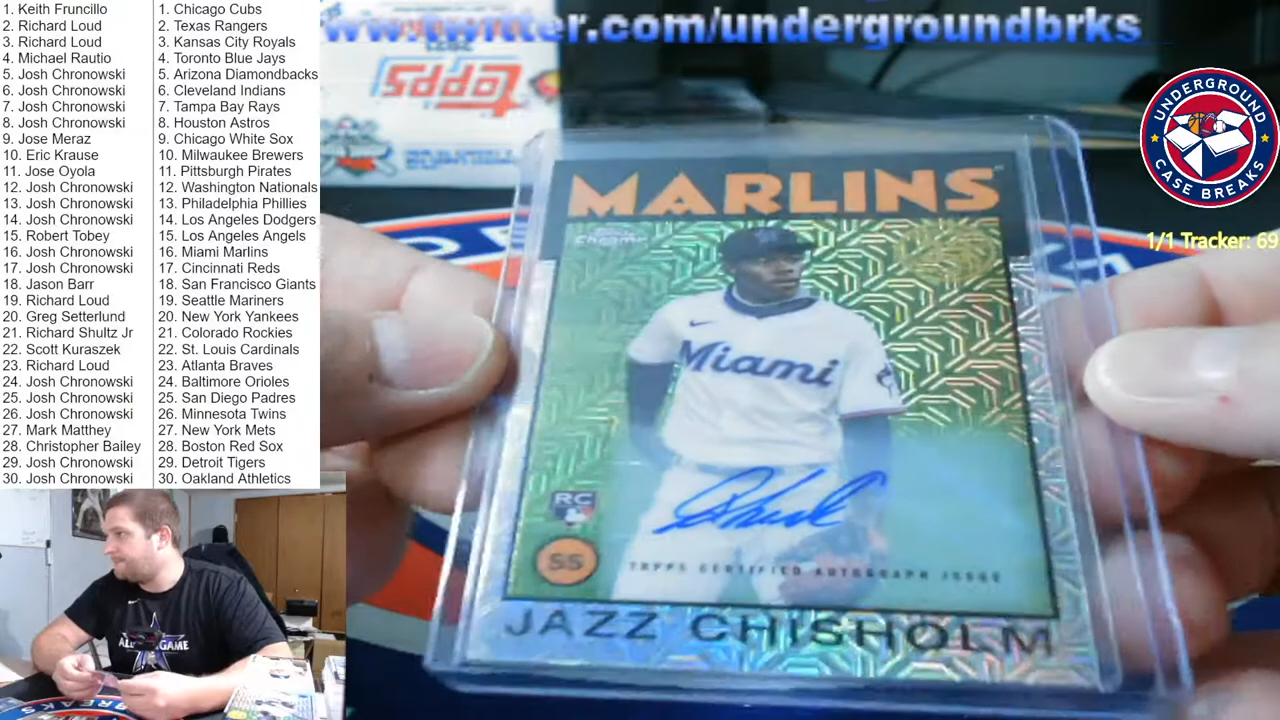 1. Keith Fruncillo
2. Richard Loud
3. Richard Loud
4. Michael Rautio
5. Josh Chronowski
6. Josh Chronowski
7. Josh Chronowski
8. Josh Chronowski
9. Jose Meraz
10. Eric Krause
11. Jose Oyola
12. Josh Chronowski
13. Josh Chronowski
14. Josh Chronowski
15. Robert Tobey
16. Josh Chronowski
17. Josh Chronowski
18. Jason Barr
19. Richard Loud
20. Greg Setterlund
21. Richard Shultz Jr
22. Scott Kuraszek
23. Richard Loud
24. Josh Chronowski
25. Josh Chronowski
26. Josh Chronowski
27. Mark Matthey
28. Christopher Bailey
29. Josh Chronowski
30. Josh Chronowski
1. Chicago Cubs
2. Texas Rangers
3. Kansas City Royals
4. Toronto Blue Jays
5. Arizona Diamondbacks
6. Cleveland Indians
7. Tampa Bay Rays
8. Houston Astros
9. Chicago White Sox
10. Milwaukee Brewers
11. Pittsburgh Pirates
12. Washington Nationals
13. Philadelphia Phillies
14. Los Angeles Dodgers
15. Los Angeles Angels
16. Miami Marlins
17. Cincinnati Reds
18. San Francisco Giants
19. Seattle Mariners
20. New York Yankees
21. Colorado Rockies
22. St. Louis Cardinals
23. Atlanta Braves
24. Baltimore Orioles
25. San Diego Padres
26. Minnesota Twins
27. New York Mets
28. Boston Red Sox
29. Detroit Tigers
30. Oakland Athletics
www.twitter.com/undergroundbrks
Topps
UNDERGROUND
CASE BREAKS
1/1 Tracker: 69
MARLINS
Topps
Chrome
Miami
RC
SS
TOPPS CERTIFIED AUTOGRAPH ISSUE
JAZZ CHISHOLM